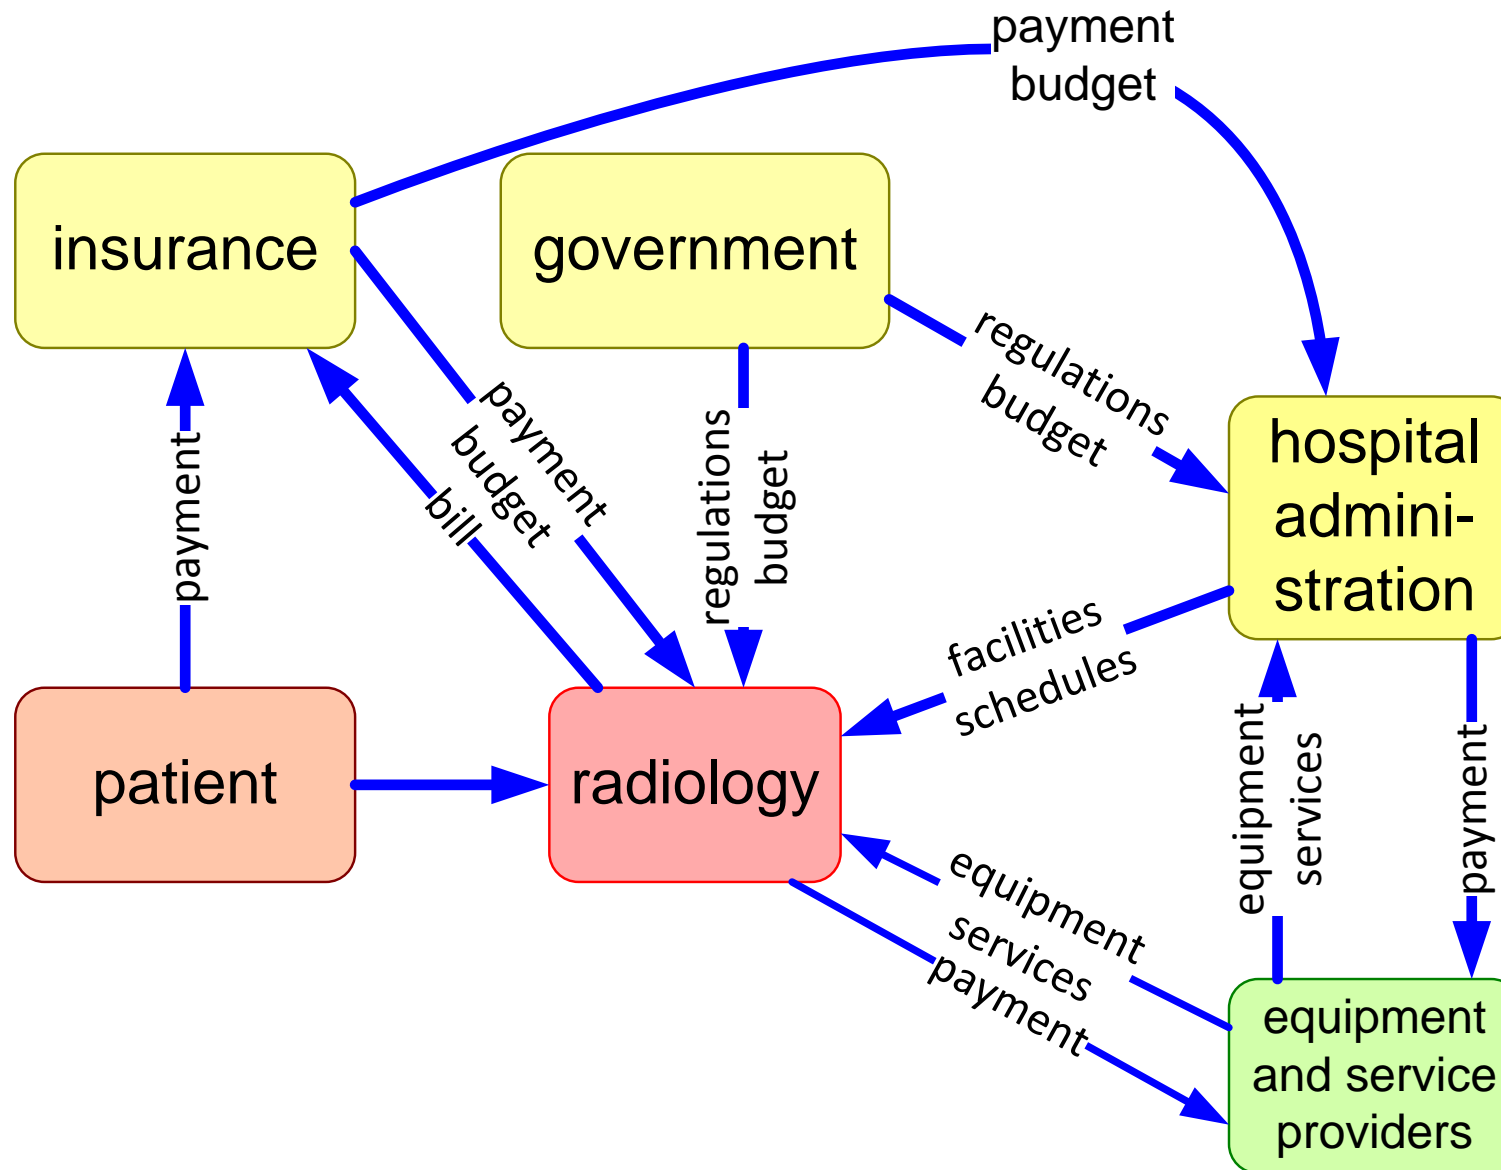 payment
budget
insurance
government
regulations
budget
payment
budget
bill
payment
regulations
budget
hospital
admini-
stration
facilities
schedules
patient
radiology
equipment
services
payment
equipment
services
payment
equipment
and service
providers